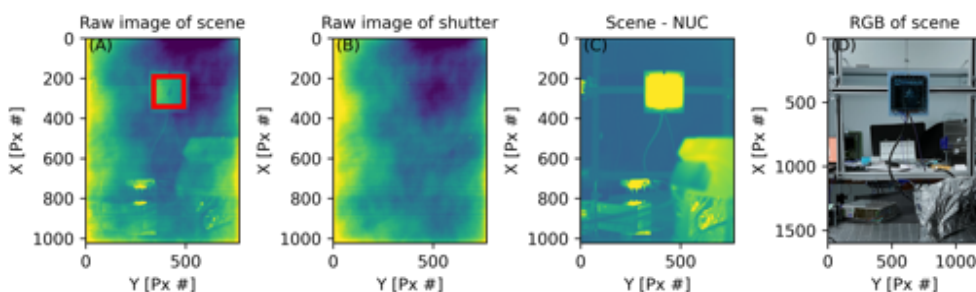 Raw image of scene
(A)
0
200
400
600
800
1000
X [Px #]
0
500
Y [Px #]
Raw image of shutter
(B)
0
200
400
600
800
1000
X [Px #]
0
500
Y [Px #]
Scene - NUC
(C)
0
200
400
600
800
1000
X [Px #]
0
500
Y [Px #]
RGB of scene
(D)
0
500
1000
1500
X [Px #]
0
1000
Y [Px #]